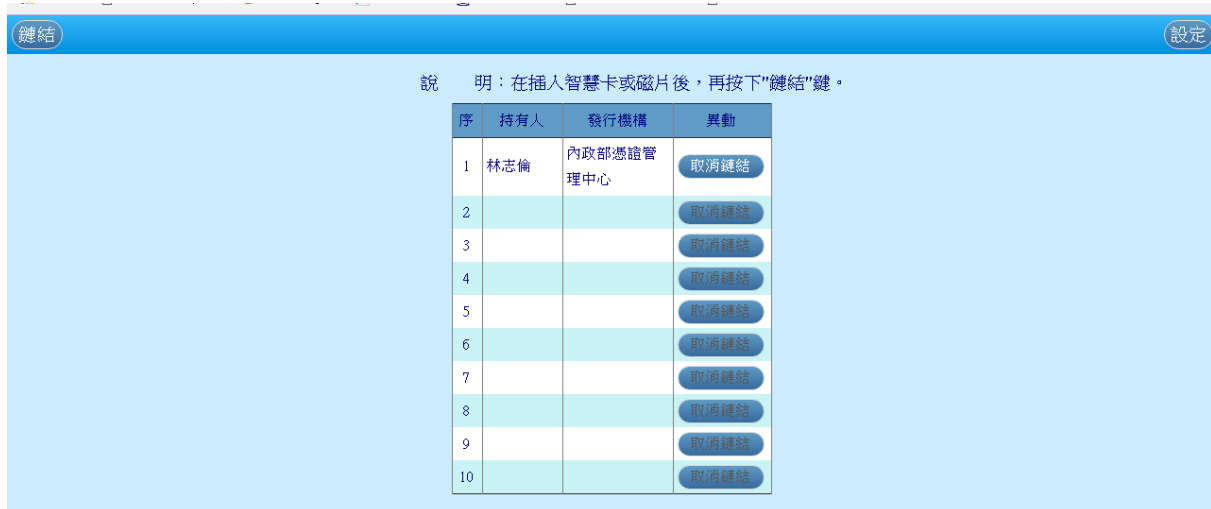 鏈結 設定
說 明：在插入智慧卡或磁片後，再按下"鏈結"鍵。
序 持有人 發行機構 異動
1 林志倫 內政部憑證管理中心 取消鏈結
2 取消鏈結
3 取消鏈結
4 取消鏈結
5 取消鏈結
6 取消鏈結
7 取消鏈結
8 取消鏈結
9 取消鏈結
10 取消鏈結